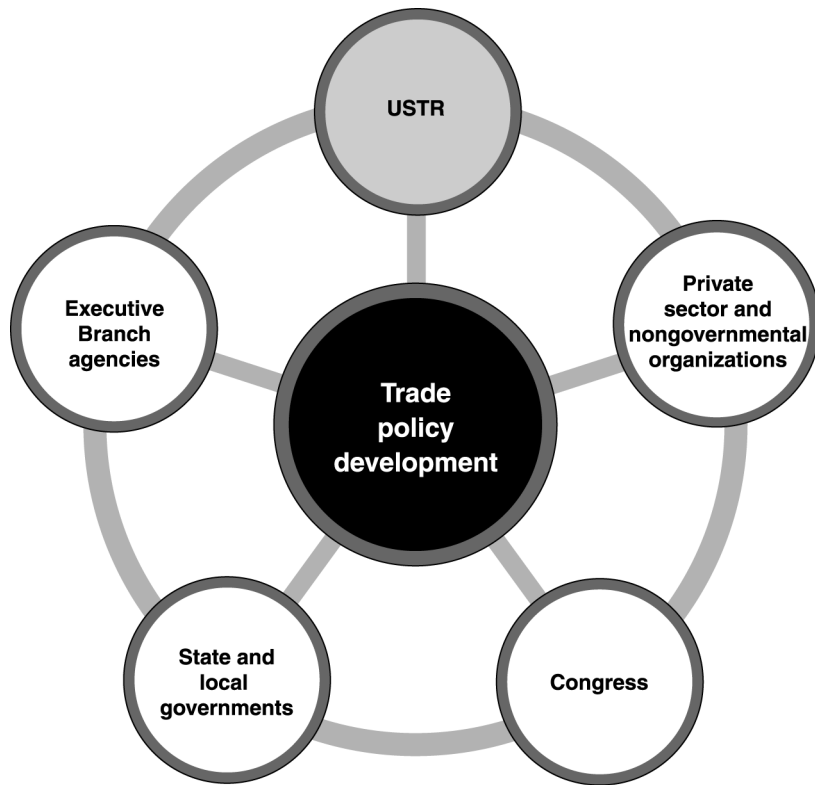 USTR
Private
sector and
nongovernmental
organizations
Executive
Branch
agencies
Trade
policy
development
State and
local
governments
Congress